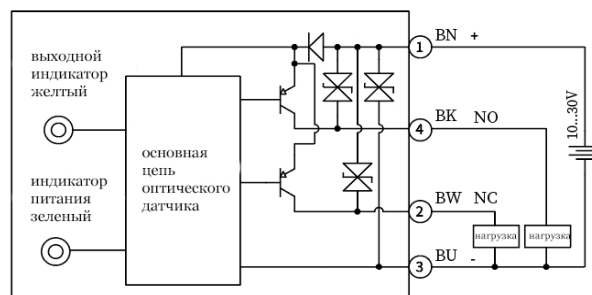 выходной
индикатор
желтый
индикатор
питания
зеленый
основная
цепь
оптического
датчика
1 BN +
4 BK NO
2 BW NC
3 BU -
10...30V
нагрузка
нагрузка